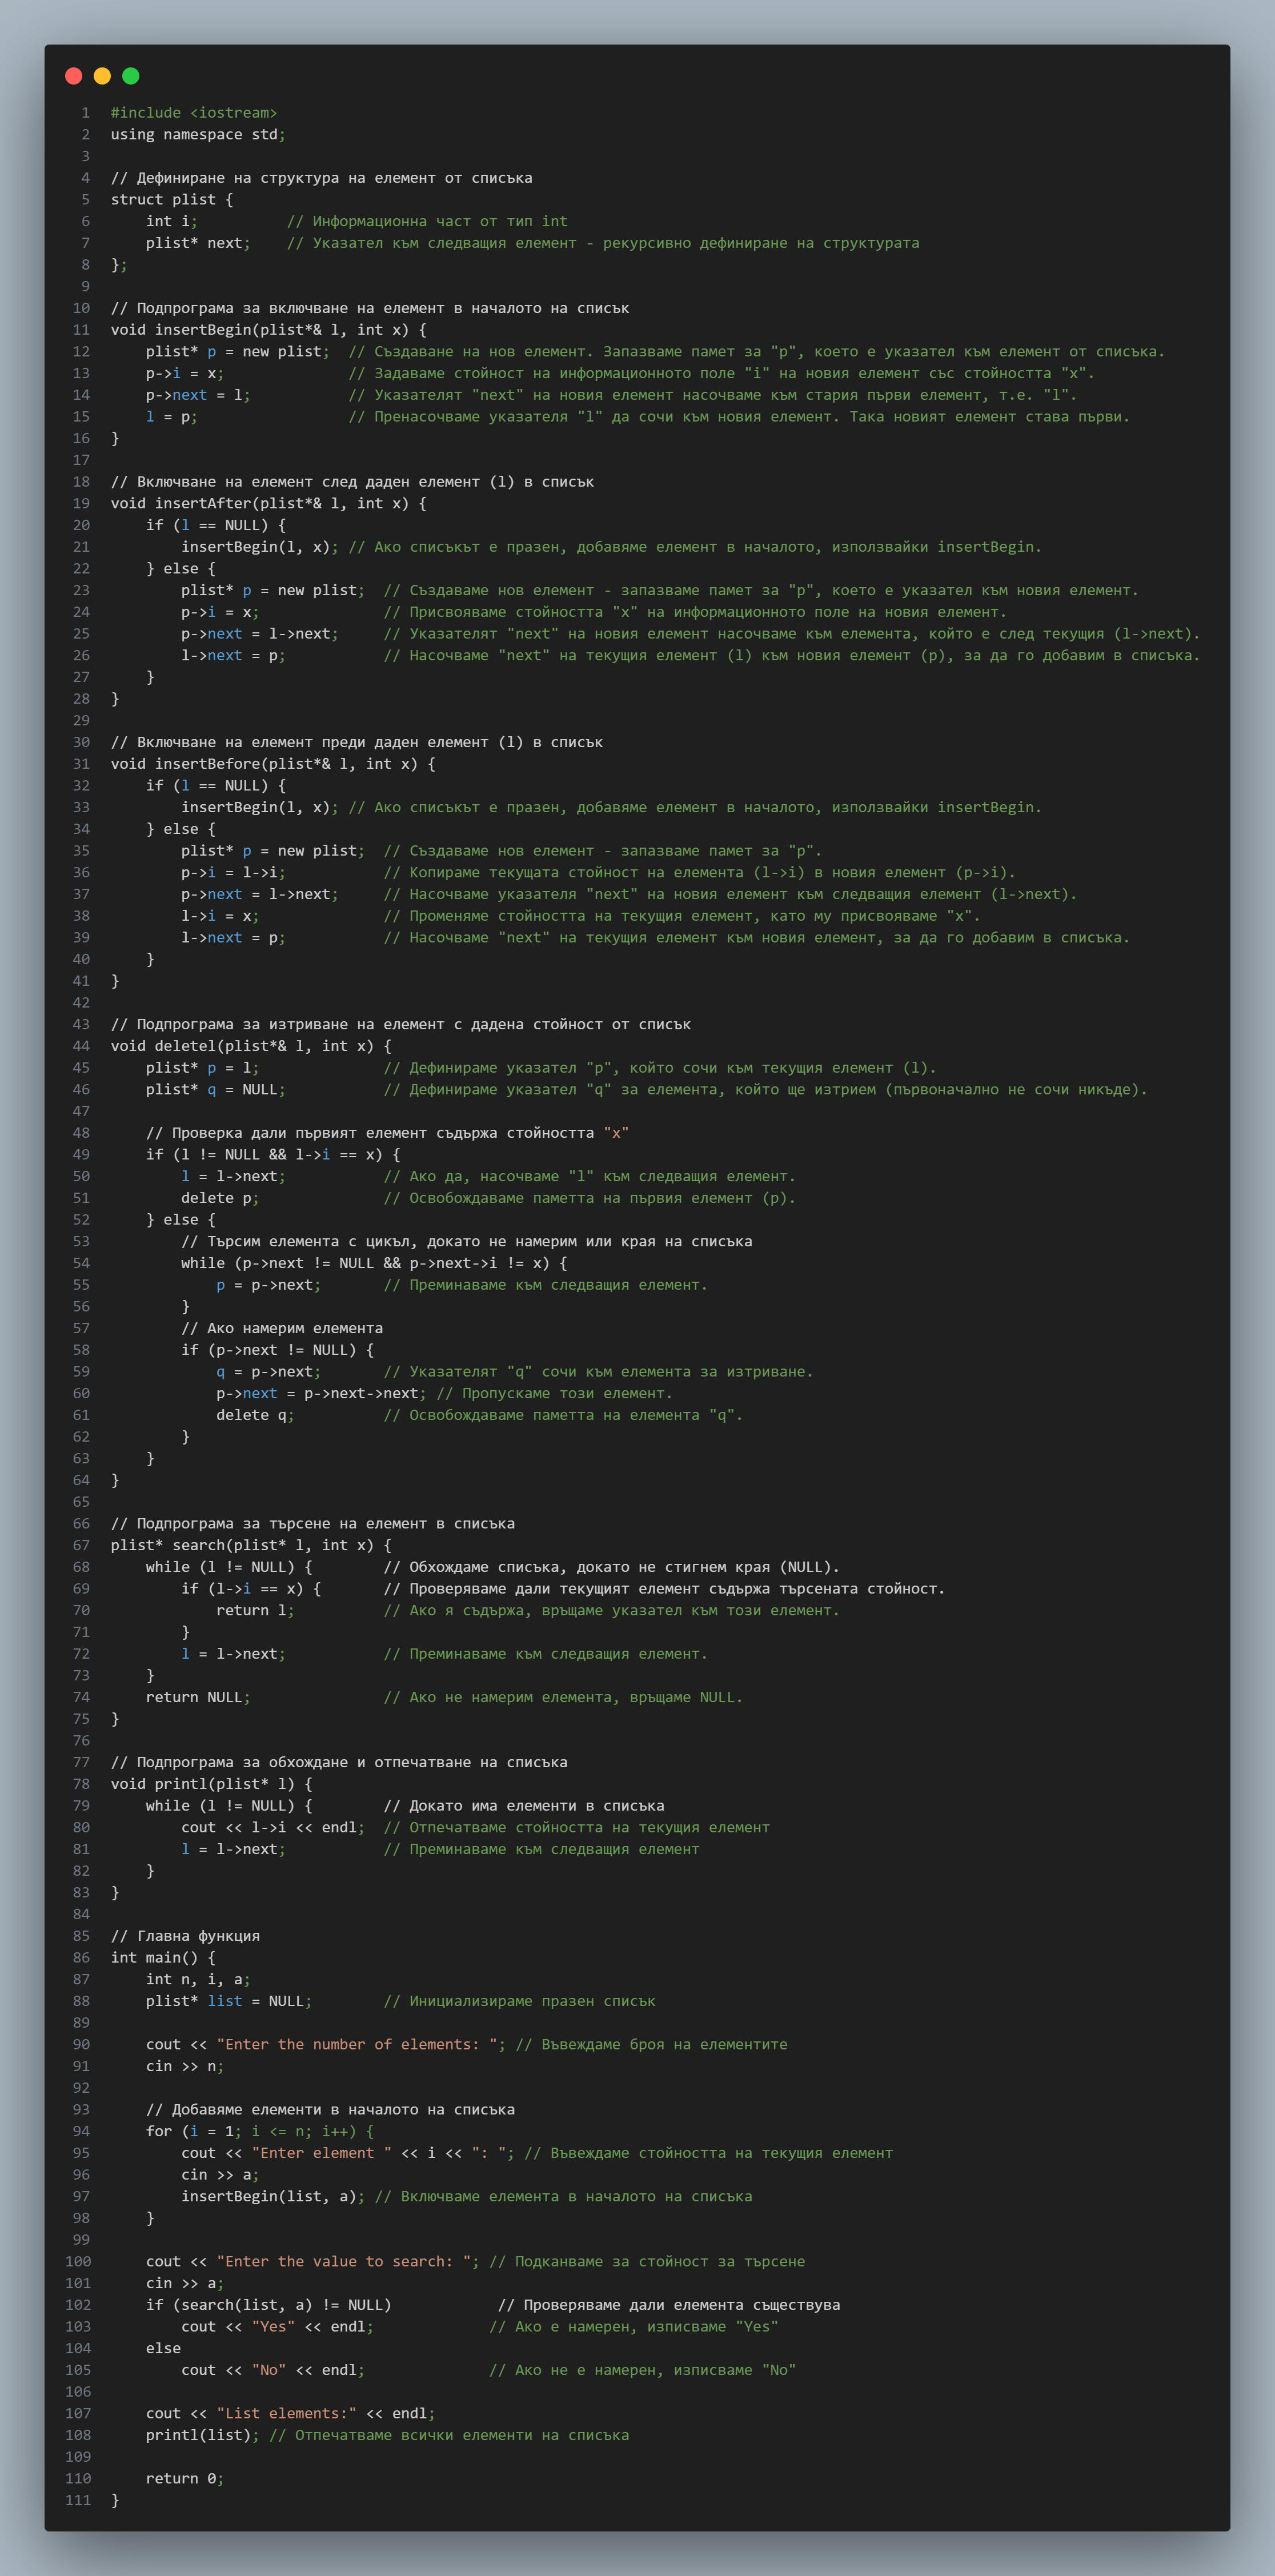 1 #include <iostream>
2 using namespace std;
3
4 // Дефиниране на структура на елемент от списъка
5 struct plist {
6     int i;          // Информационна част от тип int
7     plist* next;    // Указател към следващия елемент - рекурсивно дефиниране на структурата
8 };
9
10 // Подпрограма за включване на елемент в началото на списък
11 void insertBegin(plist*& l, int x) {
12     plist* p = new plist;  // Създаване на нов елемент. Запазваме памет за "p", което е указател към елемент от списъка.
13     p->i = x;              // Задаваме стойност на информационното поле "i" на новия елемент със стойността "x".
14     p->next = l;           // Указателят "next" на новия елемент насочваме към стария първи елемент, т.е. "l".
15     l = p;                 // Пренасочваме указателя "l" да сочи към новия елемент. Така новият елемент става първи.
16 }
17
18 // Включване на елемент след даден елемент (l) в списък
19 void insertAfter(plist*& l, int x) {
20     if (l == NULL) {
21         insertBegin(l, x); // Ако списъкът е празен, добавяме елемент в началото, използвайки insertBegin.
22     } else {
23         plist* p = new plist;  // Създаваме нов елемент - запазваме памет за "p", което е указател към новия елемент.
24         p->i = x;              // Присвояваме стойността "x" на информационното поле на новия елемент.
25         p->next = l->next;     // Указателят "next" на новия елемент насочваме към елемента, който е след текущия (l->next).
26         l->next = p;           // Насочваме "next" на текущия елемент (l) към новия елемент (p), за да го добавим в списъка.
27     }
28 }
29
30 // Включване на елемент преди даден елемент (l) в списък
31 void insertBefore(plist*& l, int x) {
32     if (l == NULL) {
33         insertBegin(l, x); // Ако списъкът е празен, добавяме елемент в началото, използвайки insertBegin.
34     } else {
35         plist* p = new plist;  // Създаваме нов елемент - запазваме памет за "p".
36         p->i = l->i;           // Копираме текущата стойност на елемента (l->i) в новия елемент (p->i).
37         p->next = l->next;     // Насочваме указателя "next" на новия елемент към следващия елемент (l->next).
38         l->i = x;              // Променяме стойността на текущия елемент, като му присвояваме "x".
39         l->next = p;           // Насочваме "next" на текущия елемент към новия елемент, за да го добавим в списъка.
40     }
41 }
42
43 // Подпрограма за изтриване на елемент с дадена стойност от списък
44 void deletel(plist*& l, int x) {
45     plist* p = l;              // Дефинираме указател "p", който сочи към текущия елемент (l).
46     plist* q = NULL;           // Дефинираме указател "q" за елемента, който ще изтрием (първоначално не сочи никъде).
47
48     // Проверка дали първият елемент съдържа стойността "x"
49     if (l != NULL && l->i == x) {
50         l = l->next;           // Ако да, насочваме "l" към следващия елемент.
51         delete p;              // Освобождаваме паметта на първия елемент (p).
52     } else {
53         // Търсим елемента с цикъл, докато не намерим или края на списъка
54         while (p->next != NULL && p->next->i != x) {
55             p = p->next;       // Преминаваме към следващия елемент.
56         }
57         // Ако намерим елемента
58         if (p->next != NULL) {
59             q = p->next;       // Указателят "q" сочи към елемента за изтриване.
60             p->next = p->next->next; // Пропускаме този елемент.
61             delete q;          // Освобождаваме паметта на елемента "q".
62         }
63     }
64 }
65
66 // Подпрограма за търсене на елемент в списъка
67 plist* search(plist* l, int x) {
68     while (l != NULL) {        // Обхождаме списъка, докато не стигнем края (NULL).
69         if (l->i == x) {       // Проверяваме дали текущият елемент съдържа търсената стойност.
70             return l;          // Ако я съдържа, връщаме указател към този елемент.
71         }
72         l = l->next;           // Преминаваме към следващия елемент.
73     }
74     return NULL;               // Ако не намерим елемента, връщаме NULL.
75 }
76
77 // Подпрограма за обхождане и отпечатване на списъка
78 void printl(plist* l) {
79     while (l != NULL) {        // Докато има елементи в списъка
80         cout << l->i << endl;  // Отпечатваме стойността на текущия елемент
81         l = l->next;           // Преминаваме към следващия елемент
82     }
83 }
84
85 // Главна функция
86 int main() {
87     int n, i, a;
88     plist* list = NULL;        // Инициализираме празен списък
89
90     cout << "Enter the number of elements: "; // Въвеждаме броя на елементите
91     cin >> n;
92
93     // Добавяме елементи в началото на списъка
94     for (i = 1; i <= n; i++) {
95         cout << "Enter element " << i << ": "; // Въвеждаме стойността на текущия елемент
96         cin >> a;
97         insertBegin(list, a); // Включваме елемента в началото на списъка
98     }
99
100     cout << "Enter the value to search: "; // Подканваме за стойност за търсене
101     cin >> a;
102     if (search(list, a) != NULL)            // Проверяваме дали елемента съществува
103         cout << "Yes" << endl;             // Ако е намерен, изписваме "Yes"
104     else
105         cout << "No" << endl;              // Ако не е намерен, изписваме "No"
106
107     cout << "List elements:" << endl;
108     printl(list); // Отпечатваме всички елементи на списъка
109
110     return 0;
111 }